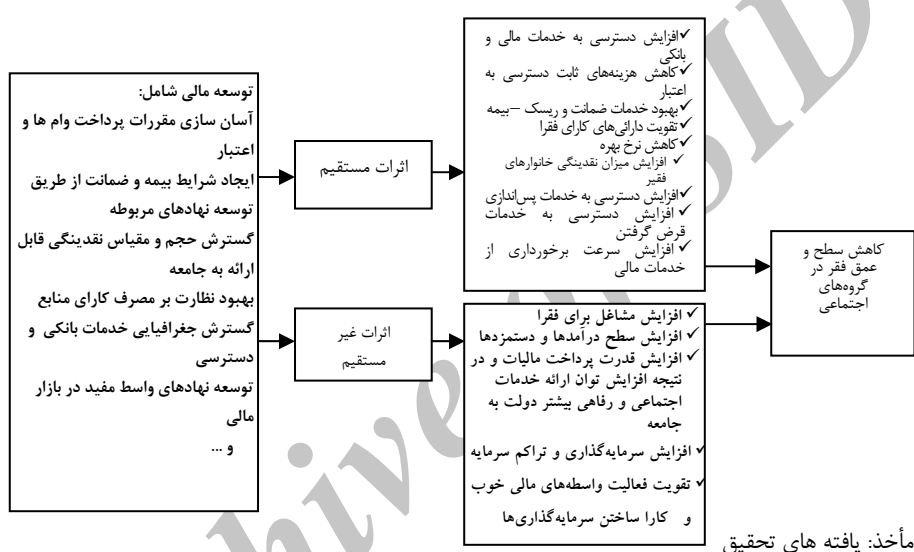 توسعه مالی شامل:
آسان سازی مقررات پرداخت وام ها و
اعتبار
ایجاد شرایط بیمه و ضمانت از طریق
توسعه نهادهای مربوطه
گسترش حجم و مقیاس نقدینگی قابل
ارائه به جامعه
بهبود نظارت بر مصرف کارای منابع
گسترش جغرافیایی خدمات بانکی و
دسترسی
توسعه نهادهای واسط مفید در بازار
مالی
و ...
اثرات مستقیم
✓افزایش دسترسی به خدمات مالی و
بانکی
✓کاهش هزینه‌های ثابت دسترسی به
اعتبار
✓بهبود خدمات ضمانت و ریسک –بیمه
✓تقویت دارائی‌های کارای فقرا
✓کاهش نرخ بهره
✓ افزایش میزان نقدینگی خانوارهای
فقیر
✓افزایش دسترسی به خدمات پس‌اندازی
✓ افزایش دسترسی به خدمات
قرض گرفتن
✓افزایش سرعت برخورداری از
خدمات مالی
اثرات غیر
مستقیم
✓ افزایش مشاغل برای فقرا
✓ افزایش سطح درآمدها و دستمزدها
✓ افزایش قدرت پرداخت مالیات و در
نتیجه افزایش توان ارائه خدمات
اجتماعی و رفاهی بیشتر دولت به
جامعه
✓ افزایش سرمایه‌گذاری و تراکم سرمایه
✓ تقویت فعالیت واسطه‌های مالی خوب
و کارا ساختن سرمایه‌گذاری‌ها
کاهش سطح و
عمق فقر در
گروه‌های
اجتماعی
مأخذ: یافته های تحقیق